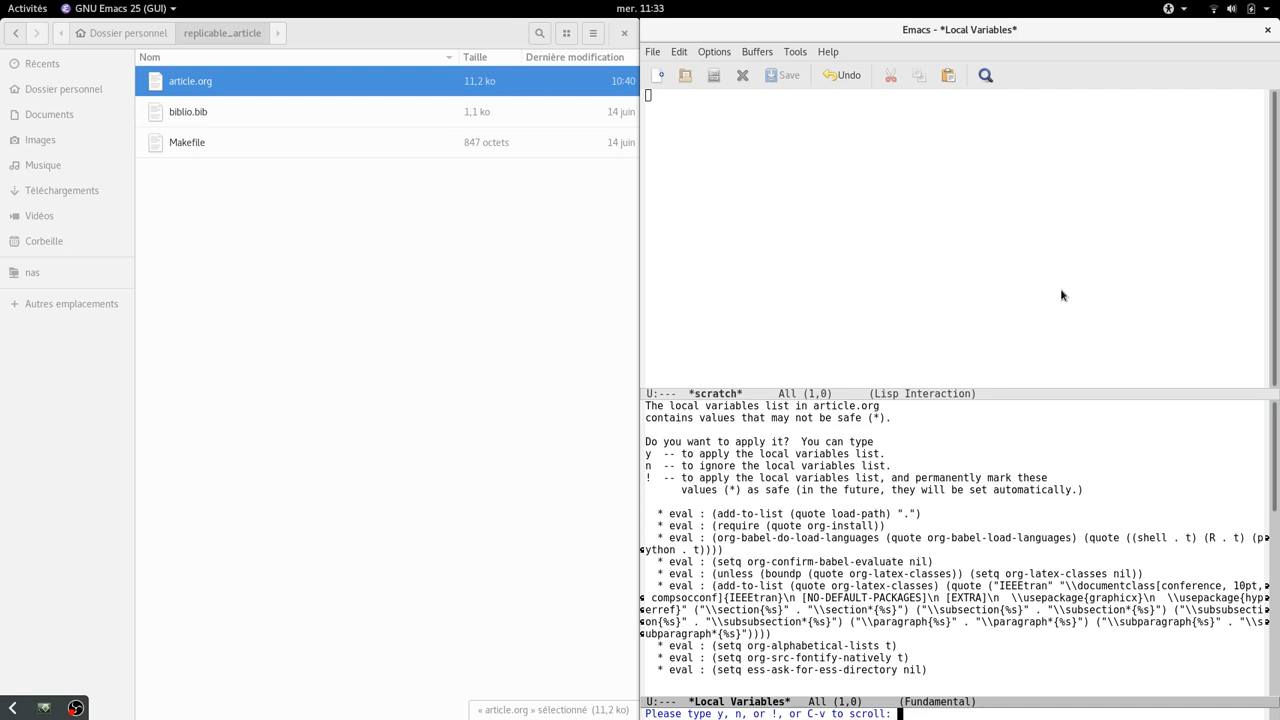 Activités
GNU Emacs 25 (GUI)
mer. 11:33
Dossier personnel
replicable_article
Nom
Taille
Dernière modification
Récents
Dossier personnel
Documents
Images
Musique
Téléchargements
Vidéos
Corbeille
nas
Autres emplacements
article.org 11,2 ko 10:40
biblio.bib 1,1 ko 14 juin
Makefile 847 octets 14 juin
« article.org » sélectionné (11,2 ko)
Emacs - *Local Variables*
File Edit Options Buffers Tools Help
Save Undo
U:--- *scratch* All (1,0) (Lisp Interaction)
The local variables list in article.org
contains values that may not be safe (*).
Do you want to apply it? You can type
y -- to apply the local variables list.
n -- to ignore the local variables list.
! -- to apply the local variables list, and permanently mark these
values (*) as safe (in the future, they will be set automatically.)
* eval : (add-to-list (quote load-path) ".")
* eval : (require (quote org-install))
* eval : (org-babel-do-load-languages (quote org-babel-load-languages) (quote ((shell . t) (R . t) (p
ython . t))))
* eval : (setq org-confirm-babel-evaluate nil)
* eval : (unless (boundp (quote org-latex-classes)) (setq org-latex-classes nil))
* eval : (add-to-list (quote org-latex-classes) (quote ("IEEEtran" "\\documentclass[conference, 10pt,
compsocconf]{IEEEtran}\n [NO-DEFAULT-PACKAGES]\n [EXTRA]\n \\usepackage{graphicx}\n \\usepackage{hyp
erref}" ("\\section{%s}" . "\\section*{%s}") ("\\subsection{%s}" . "\\subsection*{%s}") ("\\subsubsecti
on{%s}" . "\\subsubsection*{%s}") ("\\paragraph{%s}" . "\\paragraph*{%s}") ("\\subparagraph{%s}" . "\\s
ubparagraph*{%s}"))))
* eval : (setq org-alphabetical-lists t)
* eval : (setq org-src-fontify-natively t)
* eval : (setq ess-ask-for-ess-directory nil)
U:--- *Local Variables* All (1,0) (Fundamental)
Please type y, n, or !, or C-v to scroll: